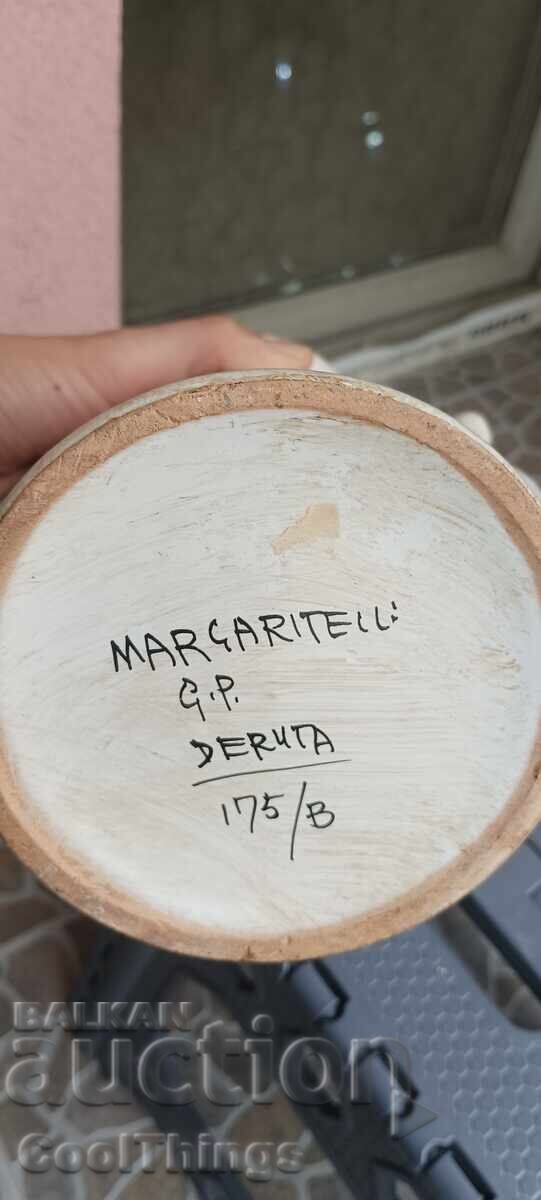 MARGARITELLI
G.P.
DERUTA
175/B
BALKAN
auction
CoolThings